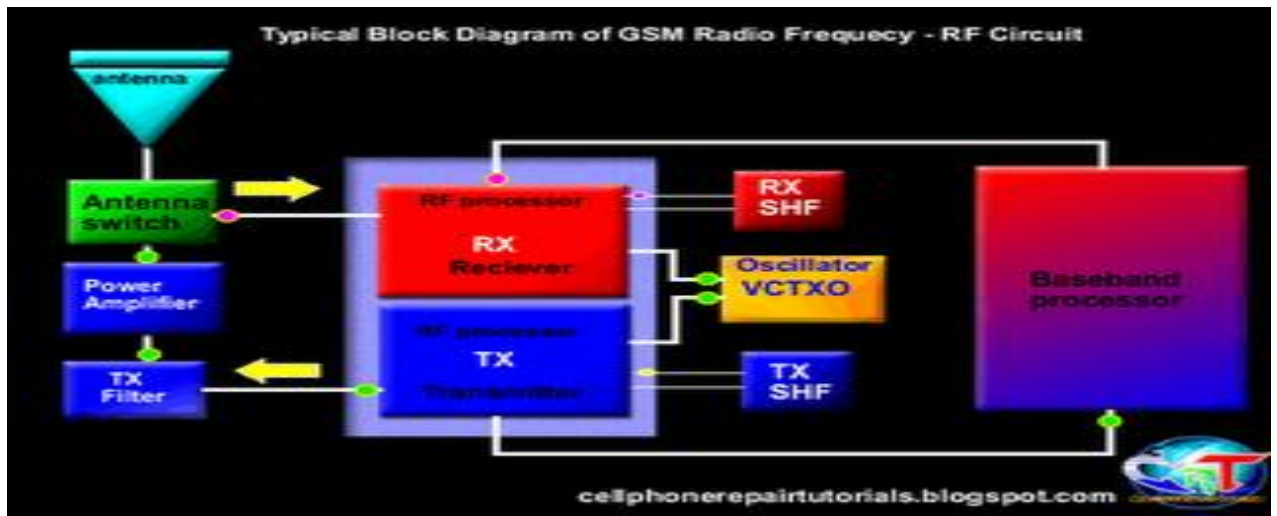 Typical Block Diagram of GSM Radio Frequecy - RF Circuit
antenna
Antenna
switch
Power
Amplifier
TX
Filter
RF processor
RX
Reciever
RF processor
TX
Transmitter
RX
SHF
Oscillator
VCTXO
TX
SHF
Baseband
processor
cellphonerepairtutorials.blogspot.com